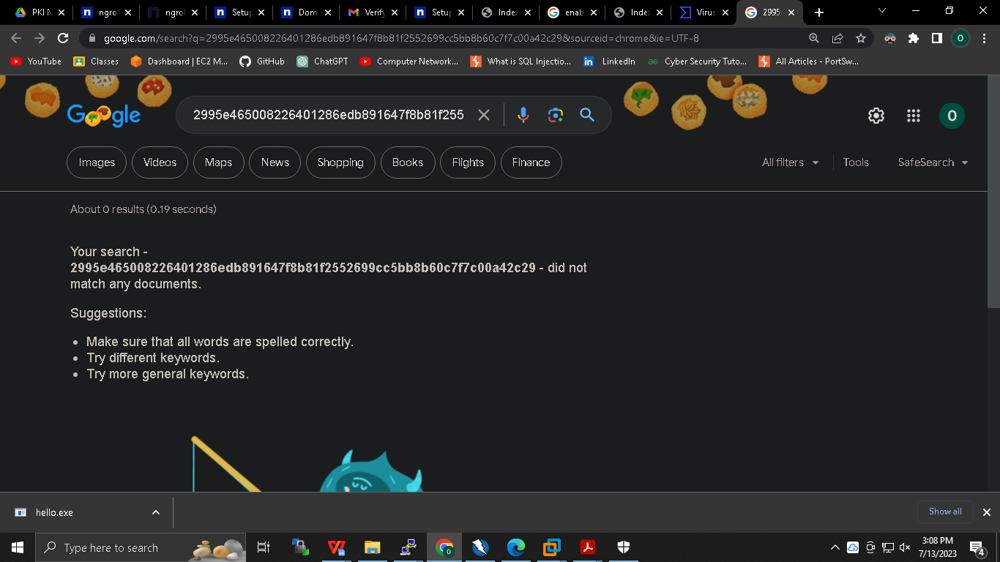 PKI N
ngrol
ngrol
Setup
Dom
Verify
Setup
Index
enab
Index
Virus
2995
google.com/search?q=2995e465008226401286edb891647f8b81f2552699cc5bb8b60c7f7c00a42c29&sourceid=chrome&ie=UTF-8
O
YouTube
Classes
Dashboard | EC2 M...
GitHub
ChatGPT
Computer Network...
What is SQL Injectio...
LinkedIn
Cyber Security Tuto...
All Articles - PortSw...
Google
2995e465008226401286edb891647f8b81f255
O
Images
Videos
Maps
News
Shopping
Books
Flights
Finance
All filters
Tools
SafeSearch
About 0 results (0.19 seconds)
Your search -
2995e465008226401286edb891647f8b81f2552699cc5bb8b60c7f7c00a42c29 - did not
match any documents.
Suggestions:
Make sure that all words are spelled correctly.
Try different keywords.
Try more general keywords.
hello.exe
Show all
Type here to search
3:08 PM
7/13/2023
4